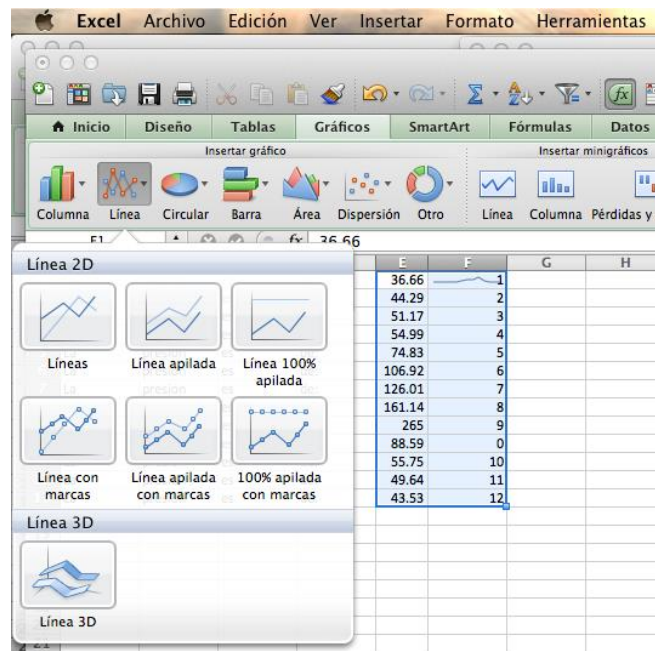 Excel Archivo Edición Ver Insertar Formato Herramientas
Inicio Diseño Tablas Gráficos SmartArt Fórmulas Datos
Insertar gráfico Insertar minigráficos
Columna Línea Circular Barra Área Dispersión Otro Línea Columna Pérdidas y
E1 fx 36.66
Línea 2D
E F G H
36.66 1
44.29 2
51.17 3
54.99 4
74.83 5
106.92 6
126.01 7
161.14 8
265 9
88.59 0
55.75 10
49.64 11
43.53 12
Líneas Línea apilada Línea 100% apilada
Línea con marcas Línea apilada con marcas 100% apilada con marcas
Línea 3D
Línea 3D
21